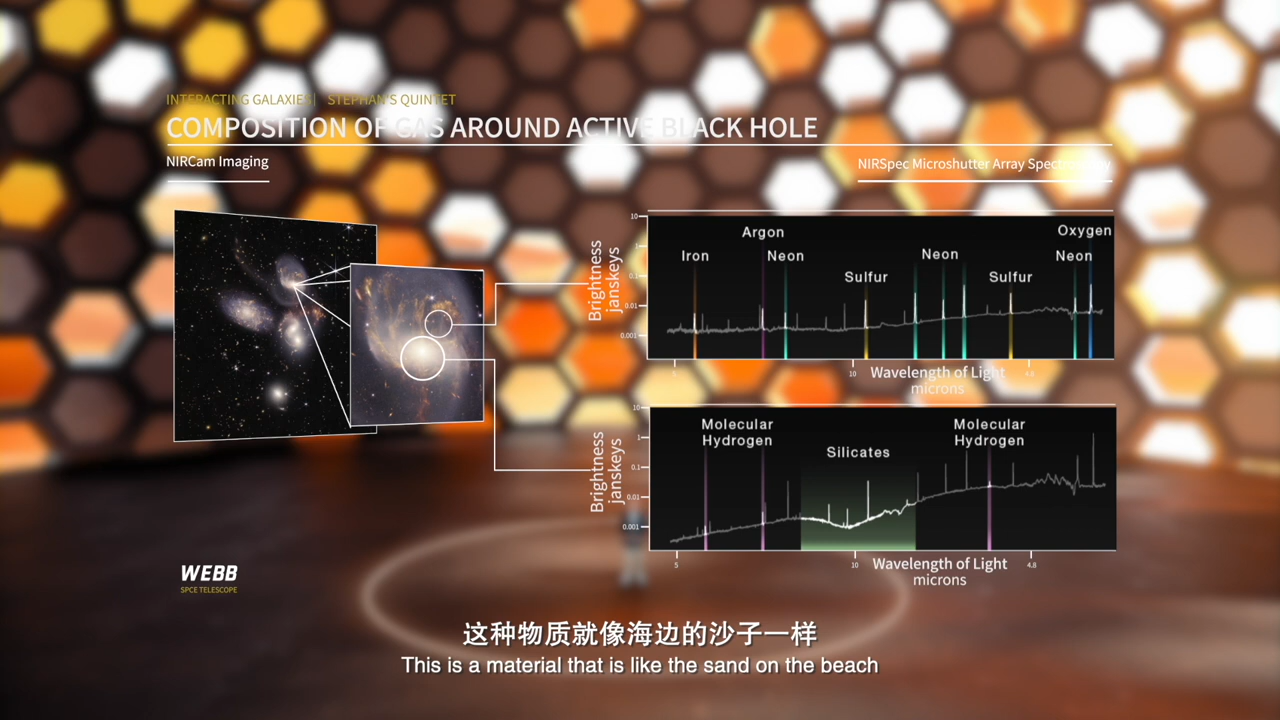 INTERACTING GALAXIES| STEPHAN'S QUINTET
COMPOSITION OF GAS AROUND ACTIVE BLACK HOLE
NIRCam Imaging
NIRSpec Microshutter Array
Brightness
janskeys
10
1
0.1
0.01
0.001
Iron
Argon
Neon
Sulfur
Neon
Sulfur
Oxygen
Neon
5
10
4.8
Wavelength of Light
microns
Brightness
janskeys
10
1
0.1
0.01
0.001
Molecular
Hydrogen
Silicates
Molecular
Hydrogen
5
10
4.8
Wavelength of Light
microns
WEBB
SPCE TELESCOPE
这种物质就像海边的沙子一样
This is a material that is like the sand on the beach